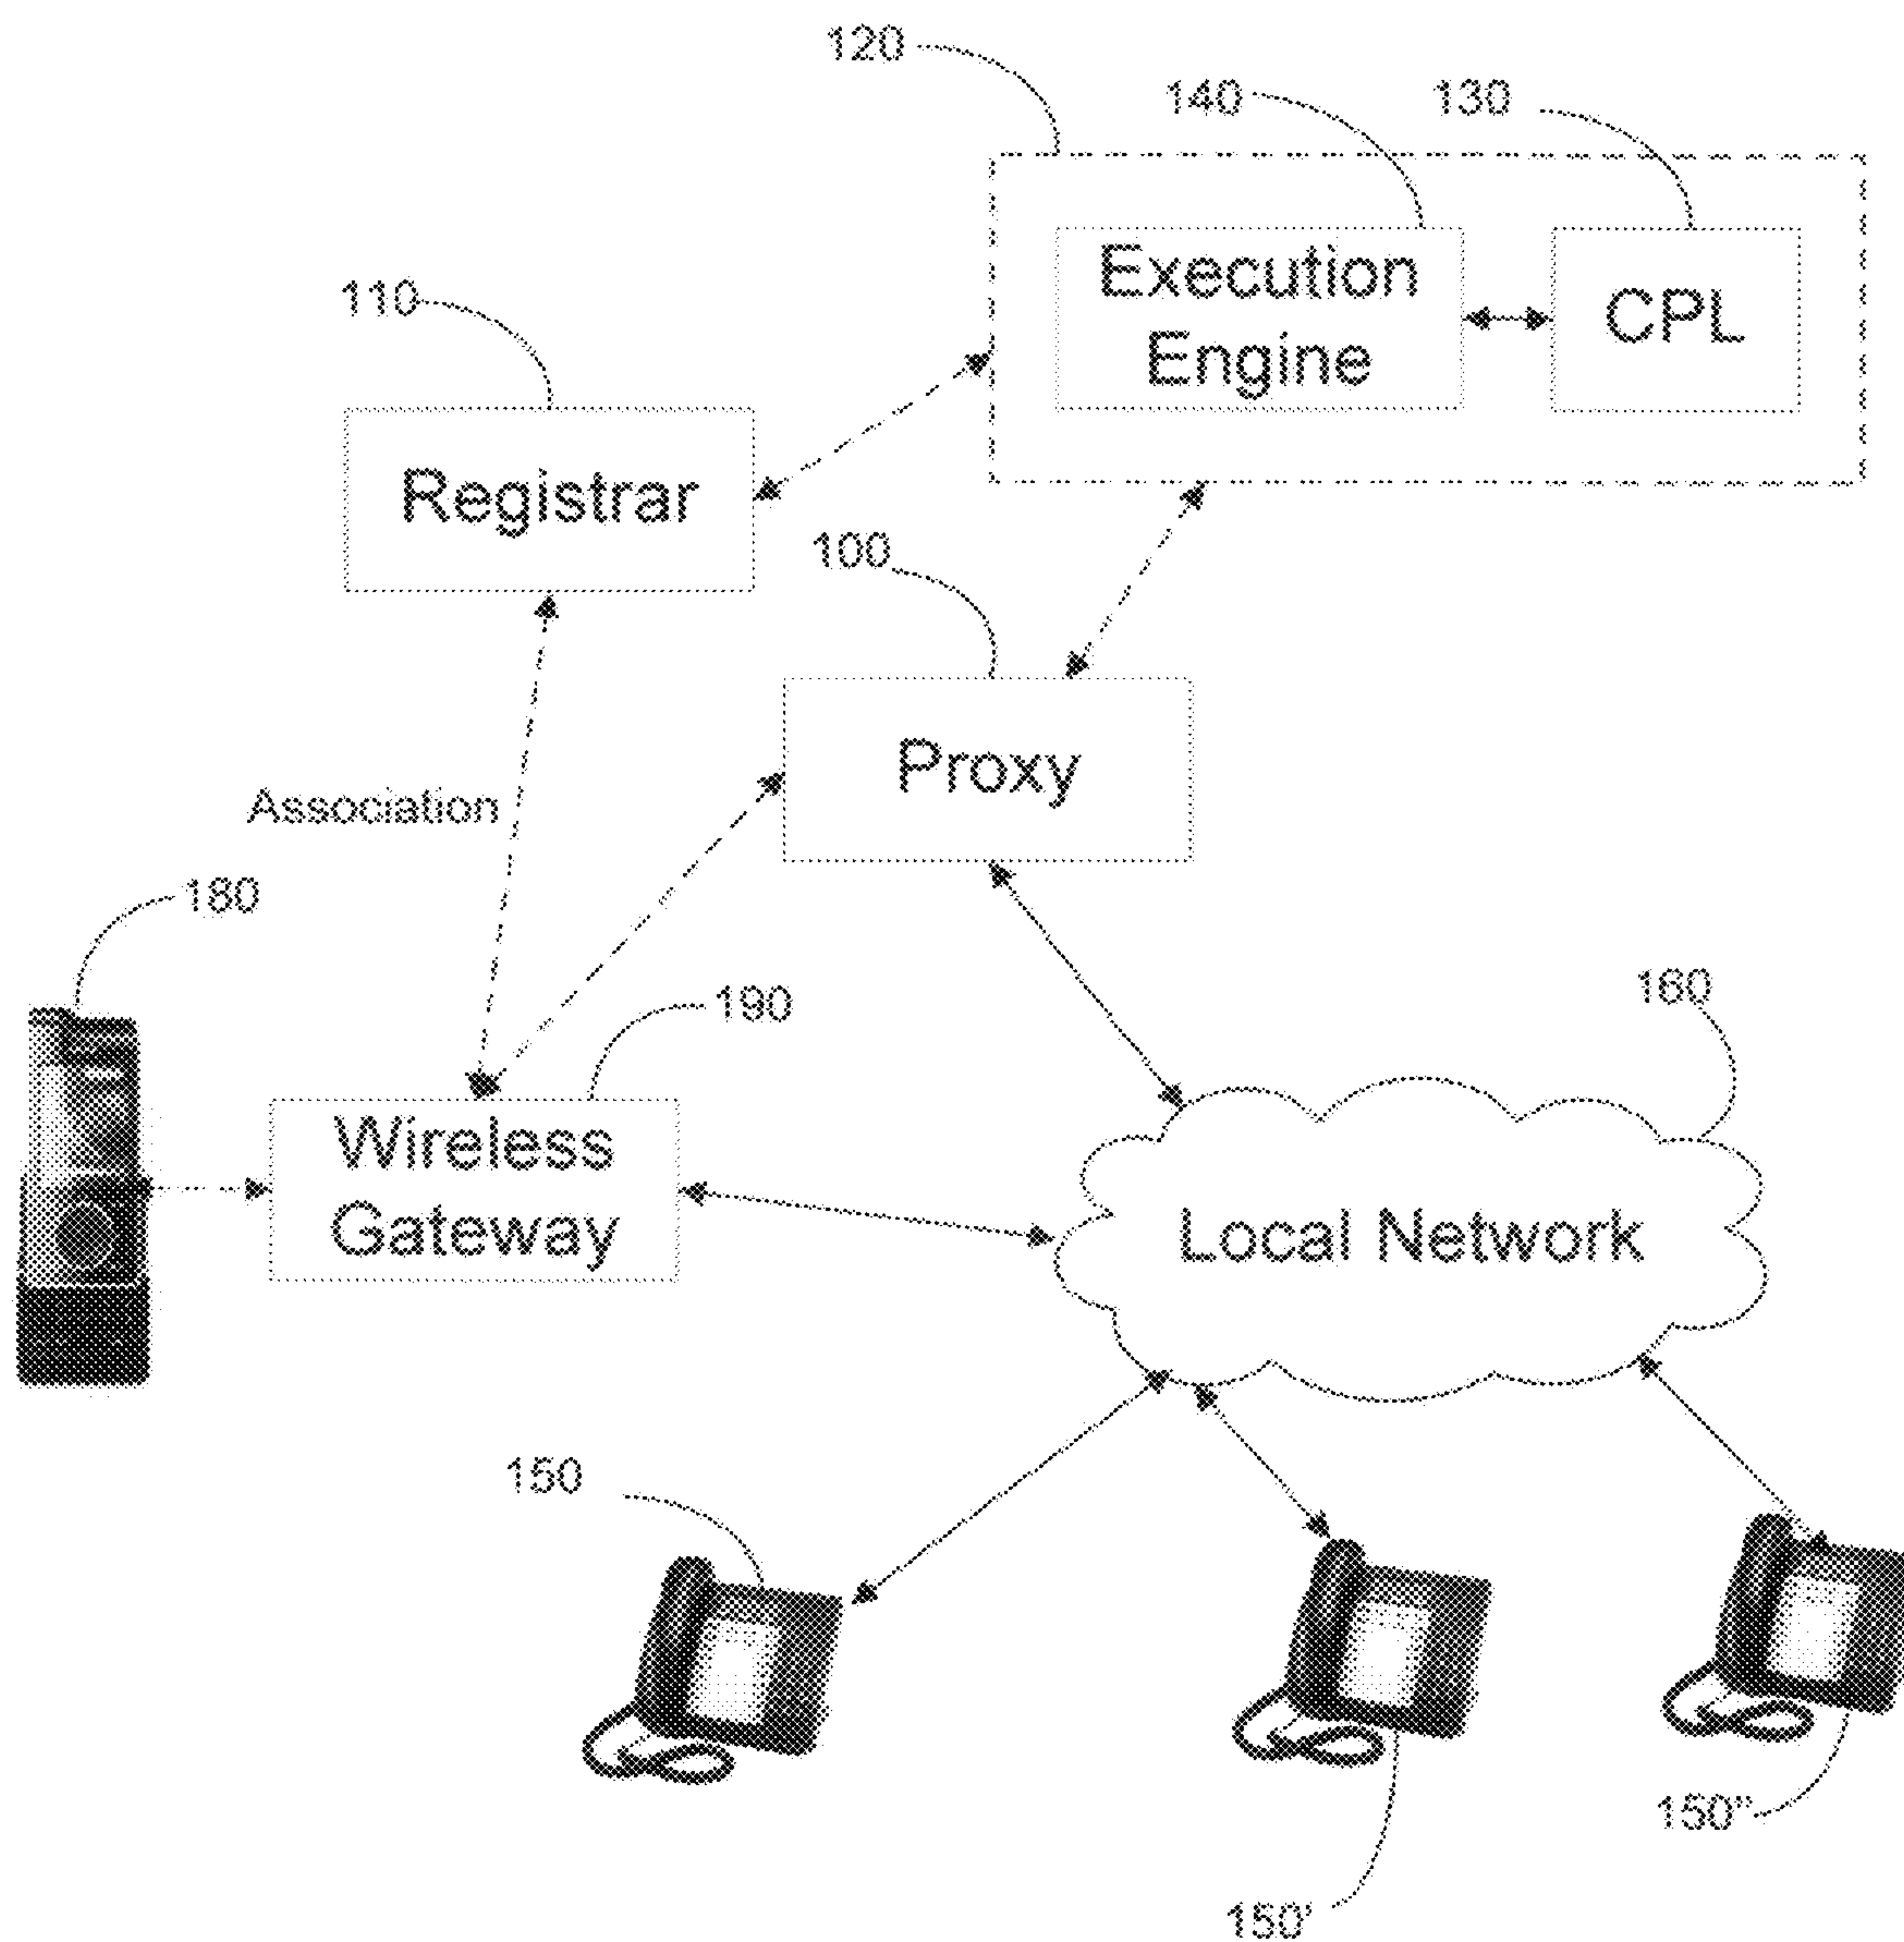 120
140
130
Execution
Engine
CPL
110
Registrar
100
Proxy
Association
180
190
160
Wireless
Gateway
Local Network
150
150"
150'